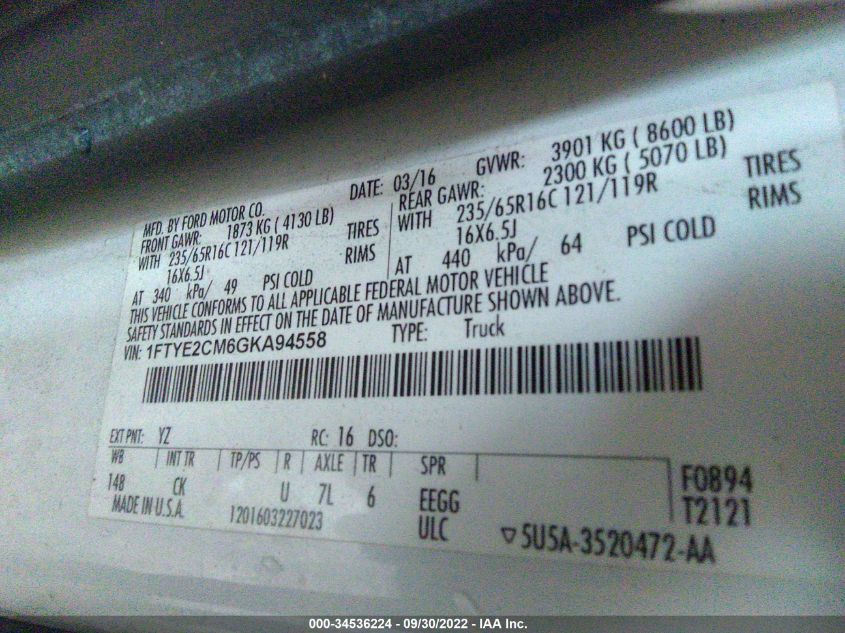 MFD. BY FORD MOTOR CO. DATE: 03/16 GVWR: 3901 KG ( 8600 LB)
FRONT GAWR: 1873 KG ( 4130 LB) REAR GAWR: 2300 KG ( 5070 LB)
WITH 235/65R16C 121/119R TIRES WITH 235/65R16C 121/119R TIRES
16X6.5J RIMS 16X6.5J RIMS
AT 340 kPa/ 49 PSI COLD AT 440 kPa/ 64 PSI COLD
THIS VEHICLE CONFORMS TO ALL APPLICABLE FEDERAL MOTOR VEHICLE
SAFETY STANDARDS IN EFFECT ON THE DATE OF MANUFACTURE SHOWN ABOVE.
VIN: 1FTYE2CM6GKA94558 TYPE: Truck
EXT PNT: YZ RC: 16 DSO:
WB INT TR TP/PS R AXLE TR SPR
148 CK U 7L 6 EEGG F0894
MADE IN U.S.A. 1201603227023 ULC T2121
▽5U5A-3520472-AA
000-34536224 - 09/30/2022 - IAA Inc.